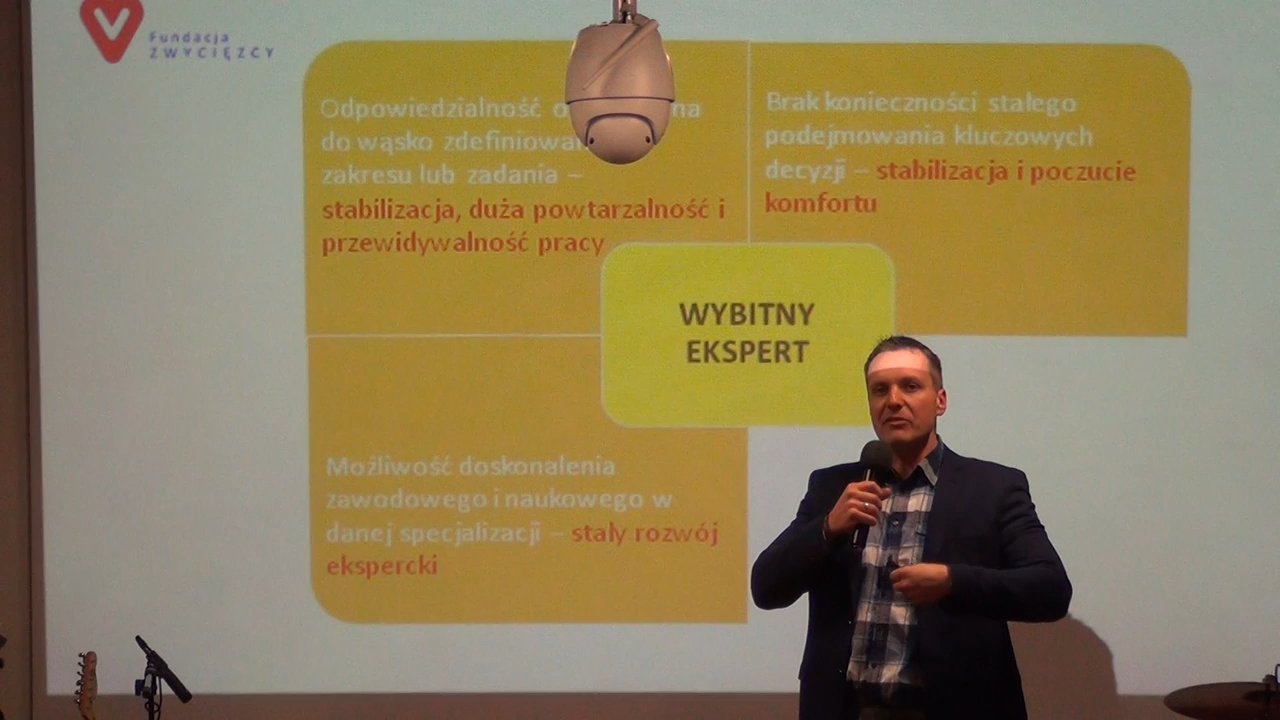 Fundacja
ZWYCIĘZCY
Odpowiedzialność na
do wąsko
zakresu lub zadania –
stabilizacja, duża powtarzalność i
przewidywalność pracy
Brak konieczności stałego
podejmowania kluczowych
decyzji – stabilizacja i poczucie
komfortu
WYBITNY
EKSPERT
Możliwość doskonalenia
zawodowego i naukowego w
danej specjalizacji – stały rozwój
ekspercki